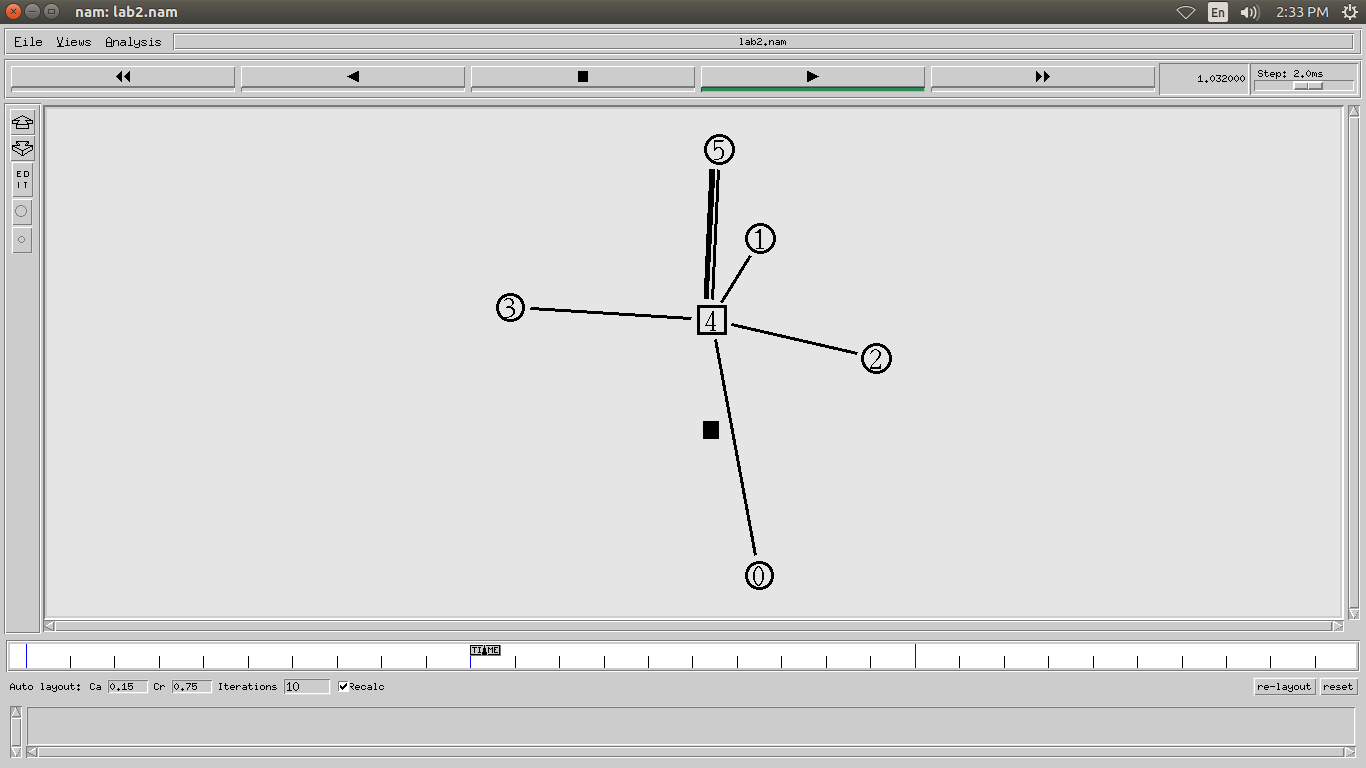 nam: lab2.nam
En
2:33 PM
File Views Analysis
lab2.nam
1.032000
Step: 2.0ms
ED
IT
5
1
3
4
2
0
TIME
Auto layout: Ca 0.15 Cr 0.75 Iterations 10 Recalc
re-layout reset